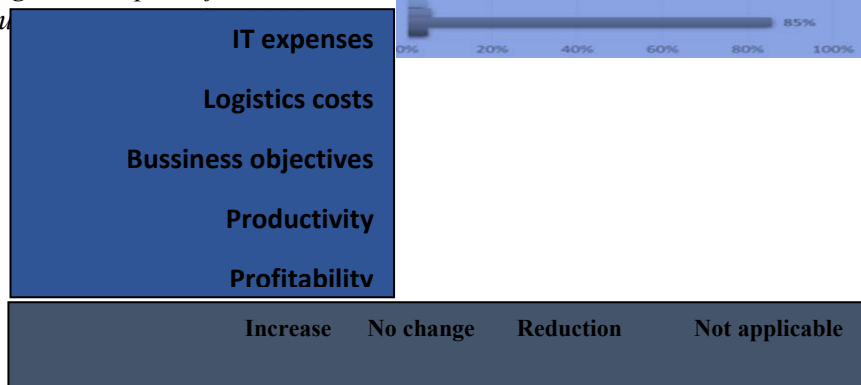 IT expenses
85%
0% 20% 40% 60% 80% 100%
Logistics costs
Bussiness objectives
Productivity
Profitability
Increase No change Reduction Not applicable